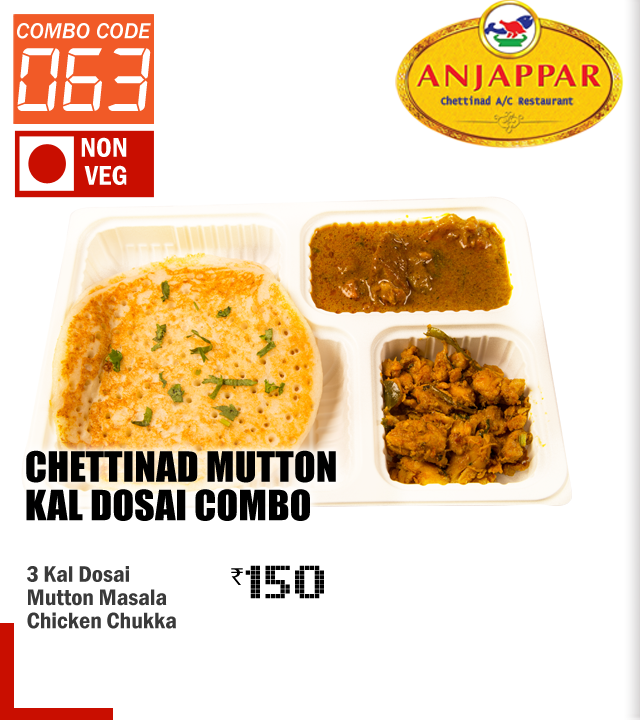 COMBO CODE
063
NON
VEG
ANJAPPAR
Chettinad A/C Restaurant
CHETTINAD MUTTON
KAL DOSAI COMBO
3 Kal Dosai
Mutton Masala
Chicken Chukka
₹150